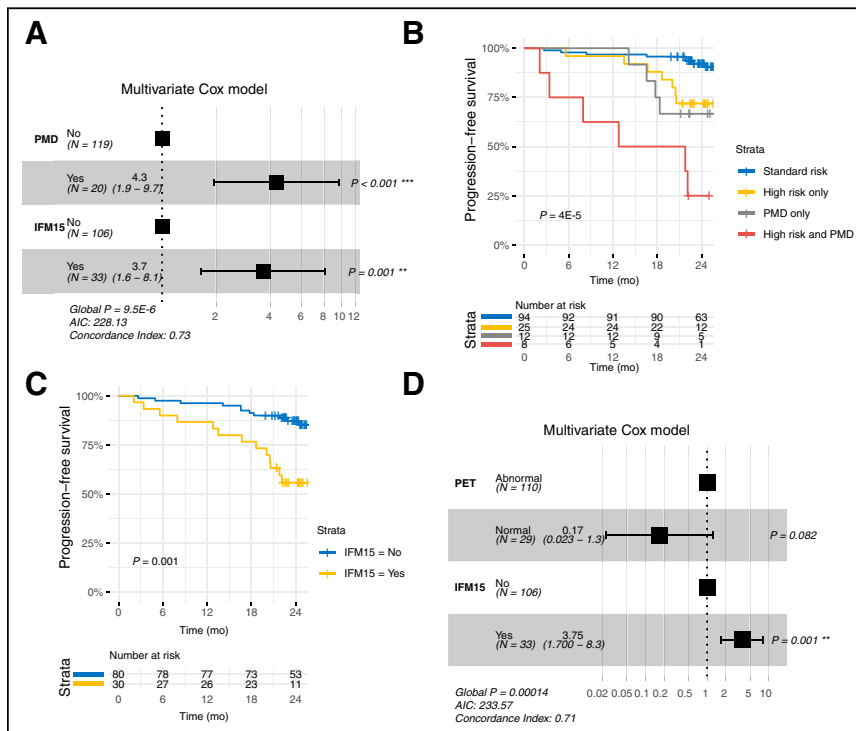 A
Multivariate Cox model
PMD
No
(N = 119)
Yes 4.3
(N = 20) (1.9 − 9.7)
P < 0.001 ***
IFM15
No
(N = 106)
Yes 3.7
(N = 33) (1.6 − 8.1)
P = 0.001 **
Global P = 9.5E-6
AIC: 228.13
Concordance Index: 0.73
2 4 6 8 10 12
B
Progression−free survival
100%
75%
50%
25%
0%
P = 4E-5
0 6 12 18 24
Time (mo)
Strata
Standard risk
High risk only
PMD only
High risk and PMD
Number at risk
Strata
94 92 91 90 63
25 24 24 22 12
12 12 12 9 5
8 6 5 4 1
0 6 12 18 24
Time (mo)
C
Progression−free survival
100%
75%
50%
25%
0%
P = 0.001
0 6 12 18 24
Time (mo)
Strata
IFM15 = No
IFM15 = Yes
Number at risk
Strata
80 78 77 73 53
30 27 26 23 11
0 6 12 18 24
Time (mo)
D
Multivariate Cox model
PET
Abnormal
(N = 110)
Normal 0.17
(N = 29) (0.023 − 1.3)
P = 0.082
IFM15
No
(N = 106)
Yes 3.75
(N = 33) (1.700 − 8.3)
P = 0.001 **
Global P = 0.00014
AIC: 233.57
Concordance Index: 0.71
0.02 0.05 0.1 0.2 0.5 1 2 5 10